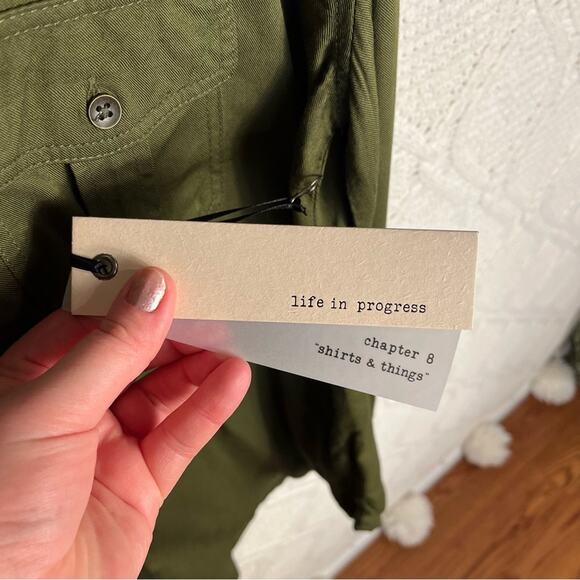 life in progress
chapter 8
"shirts & things"